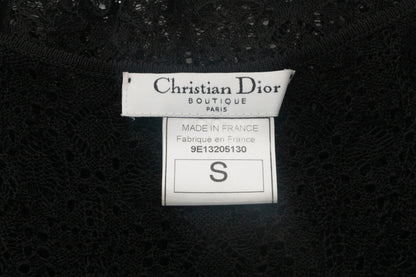 Christian Dior
BOUTIQUE
PARIS
MADE IN FRANCE
Fabriqué en France
9E13205130
S